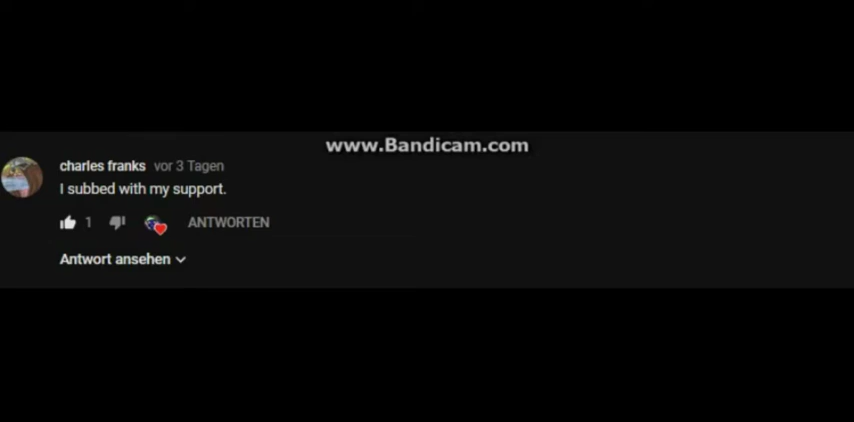 www.Bandicam.com
charles franks vor 3 Tagen
I subbed with my support.
1 ANTWORTEN
Antwort ansehen